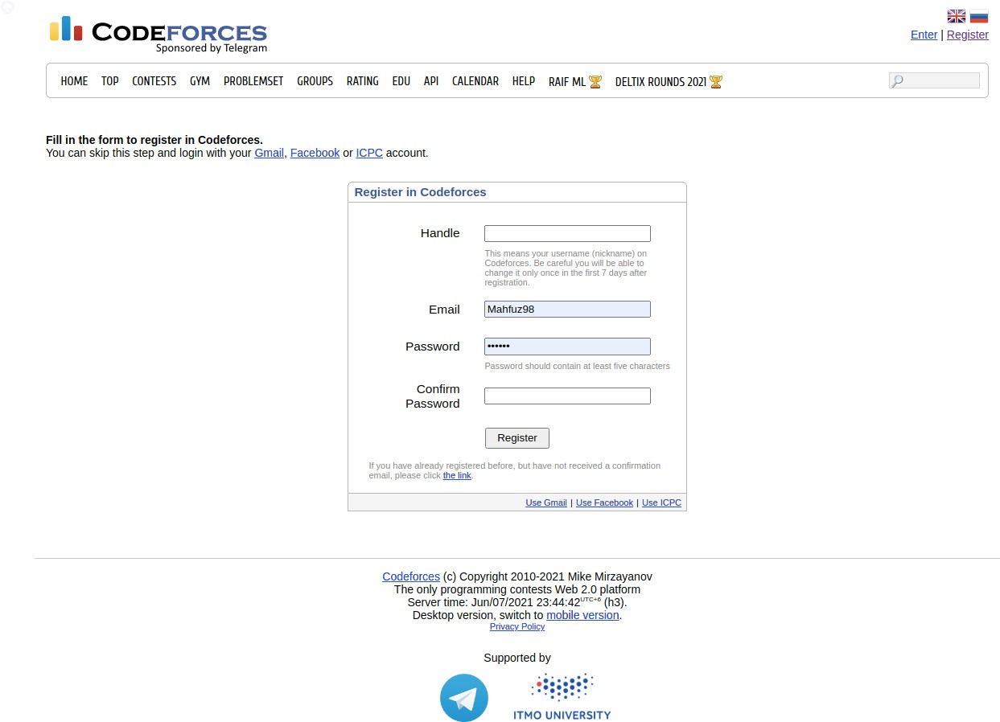 CODEFORCES
Sponsored by Telegram
Enter | Register
HOME TOP CONTESTS GYM PROBLEMSET GROUPS RATING EDU API CALENDAR HELP RAIF ML DELTIX ROUNDS 2021
Fill in the form to register in Codeforces.
You can skip this step and login with your Gmail, Facebook or ICPC account.
Register in Codeforces
Handle
This means your username (nickname) on
Codeforces. Be careful you will be able to
change it only once in the first 7 days after
registration.
Email Mahfuz98
Password ••••••
Password should contain at least five characters
Confirm
Password
Register
If you have already registered before, but have not received a confirmation
email, please click the link.
Use Gmail | Use Facebook | Use ICPC
Codeforces (c) Copyright 2010-2021 Mike Mirzayanov
The only programming contests Web 2.0 platform
Server time: Jun/07/2021 23:44:42 UTC+6 (h3).
Desktop version, switch to mobile version.
Privacy Policy
Supported by
ITMO UNIVERSITY